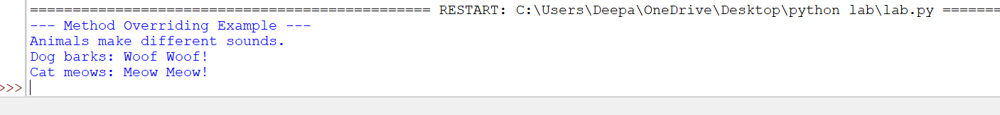 =============================================== RESTART: C:\Users\Deepa\OneDrive\Desktop\python lab\lab.py =======
--- Method Overriding Example ---
Animals make different sounds.
Dog barks: Woof Woof!
Cat meows: Meow Meow!
>>>